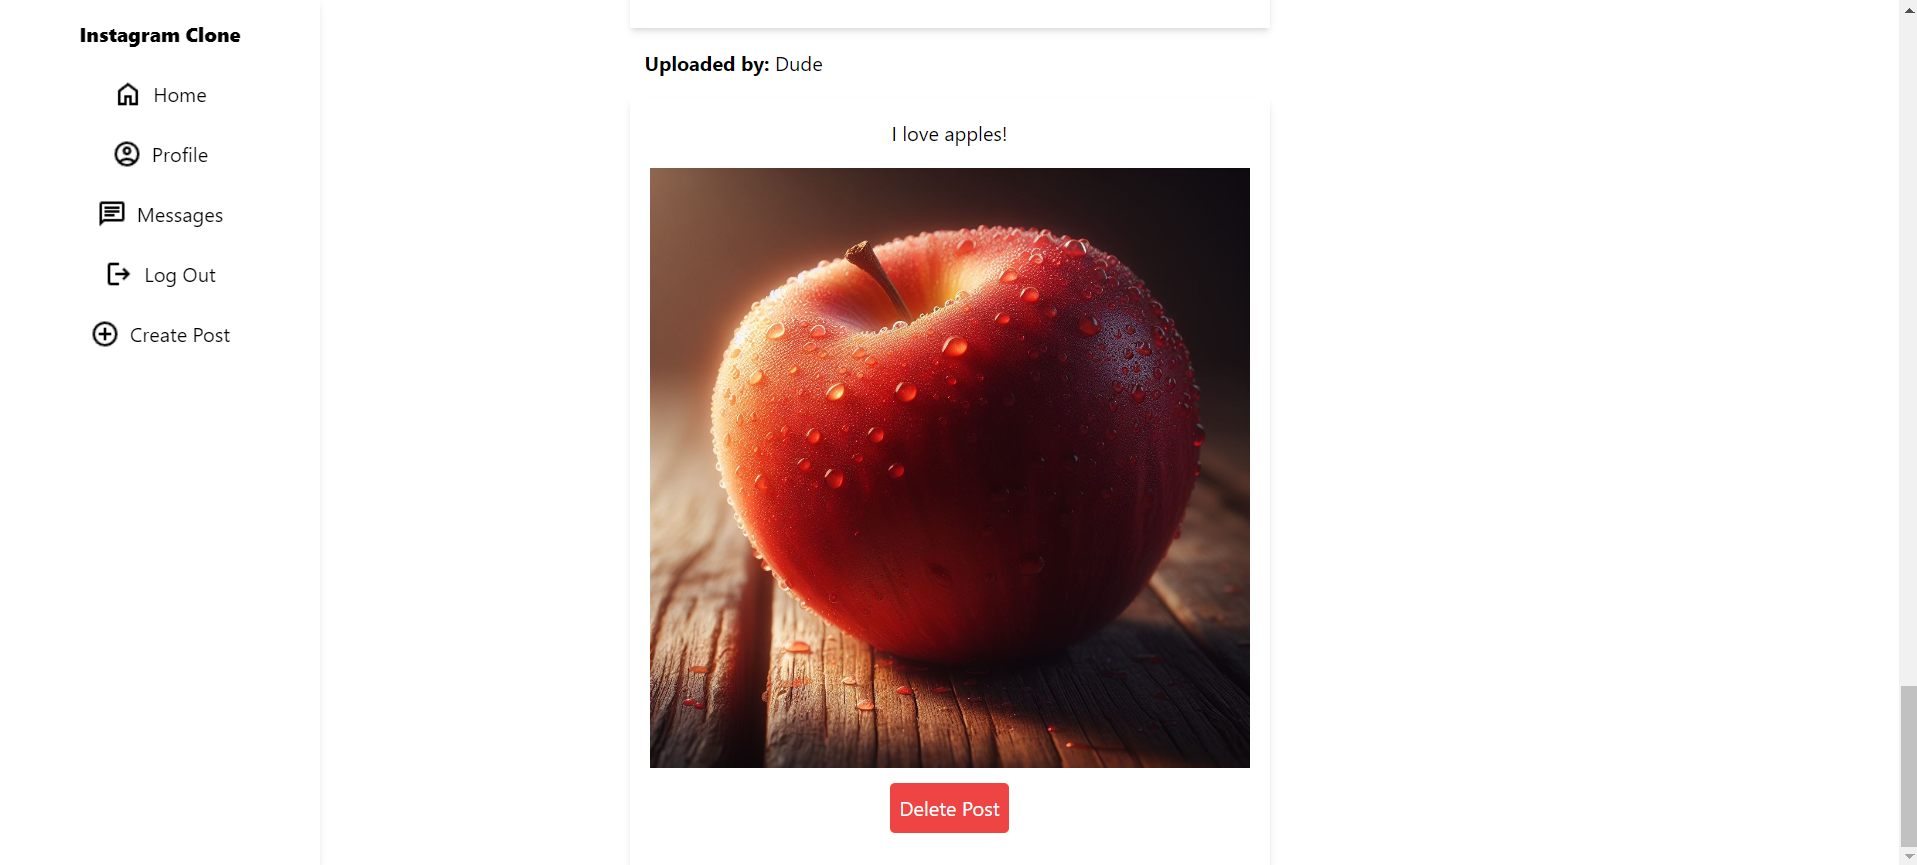 Instagram Clone
Home
Profile
Messages
Log Out
Create Post
Uploaded by: Dude
I love apples!
Delete Post